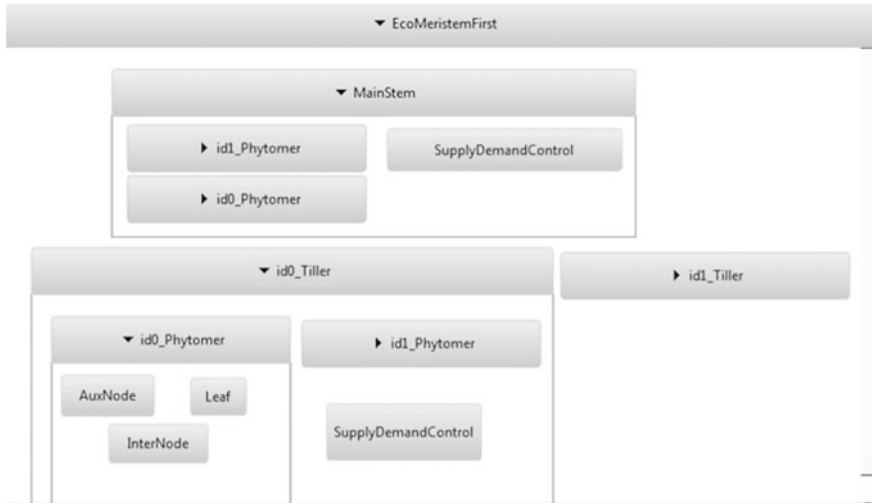 EcoMeristemFirst
MainStem
id1_Phytomer
SupplyDemandControl
id0_Phytomer
id0_Tiller
id1_Tiller
id0_Phytomer
id1_Phytomer
AuxNode
Leaf
SupplyDemandControl
InterNode